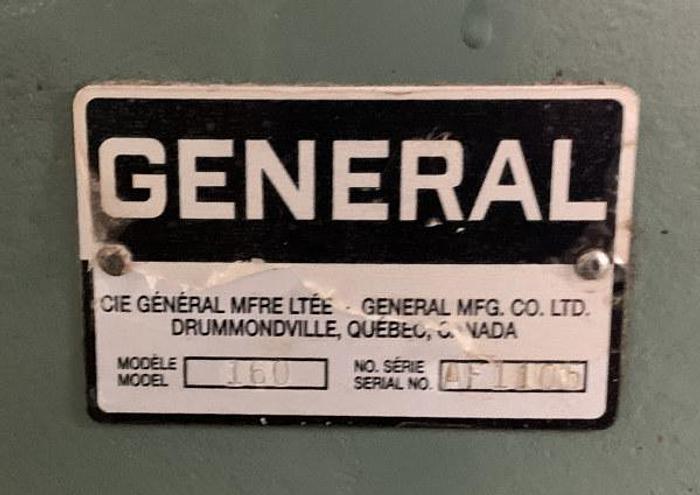 GENERAL
CIE GÉNÉRAL MFRE LTÉE - GENERAL MFG. CO. LTD.
DRUMMONDVILLE, QUÉBEC, CANADA
MODÈLE
MODEL 160
NO. SÉRIE
SERIAL NO.